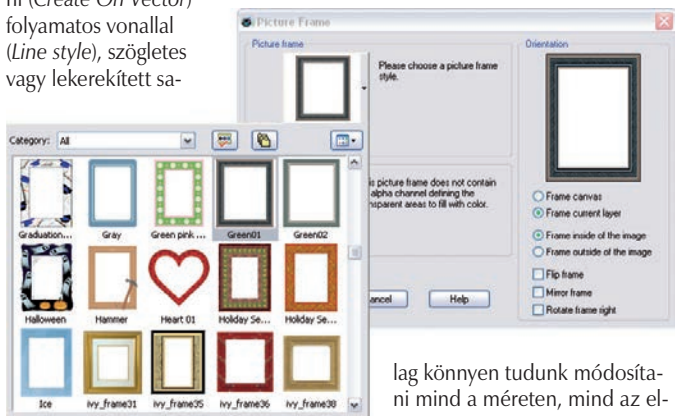 ni (Create On Vector)
folyamatos vonallal
(Line style), szögletes
vagy lekerekített sa-
Picture Frame
Picture frame
Please choose a picture frame
style.
Orientation
Category: All
Graduation...
Gray
Green pink ...
Green01
Green02
is picture frame does not contain
alpha channel defining the
nsparent areas to fill with color.
Frame canvas
Frame current layer
Frame inside of the image
Frame outside of the image
Flip frame
Mirror frame
Rotate frame right
Halloween
Hammer
Heart 01
Holiday Se...
Holiday Se...
ancel
Help
Ice
ivy_frame31
ivy_frame35
ivy_frame36
ivy_frame38
lag könnyen tudunk módosíta-
ni mind a méreten, mind az el-